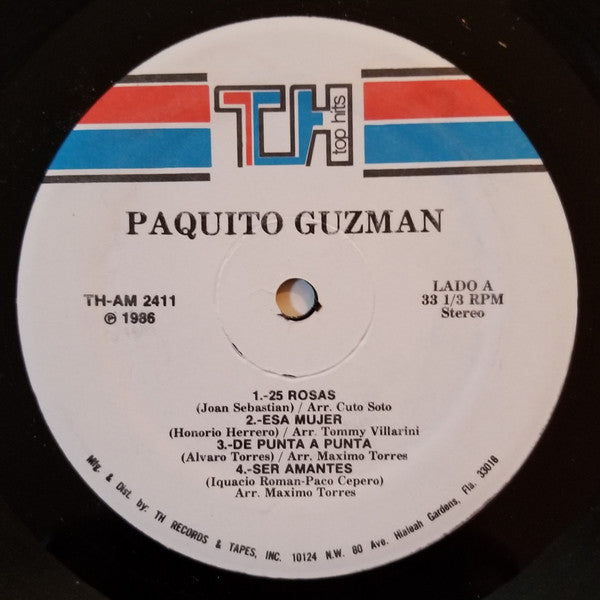 TH
top hits
PAQUITO GUZMAN
TH-AM 2411
℗ 1986
LADO A
33 1/3 RPM
Stereo
1.-25 ROSAS
(Joan Sebastian) / Arr. Cuto Soto
2.-ESA MUJER
(Honorio Herrero) / Arr. Tommy Villarini
3.-DE PUNTA A PUNTA
(Alvaro Torres) / Arr. Maximo Torres
4.-SER AMANTES
(Iquacio Roman-Paco Cepero)
Arr. Maximo Torres
Mfg. & Dist. by: TH RECORDS & TAPES, INC. 10124 N.W. 80 Ave. Hialeah Gardens, Fla. 33016